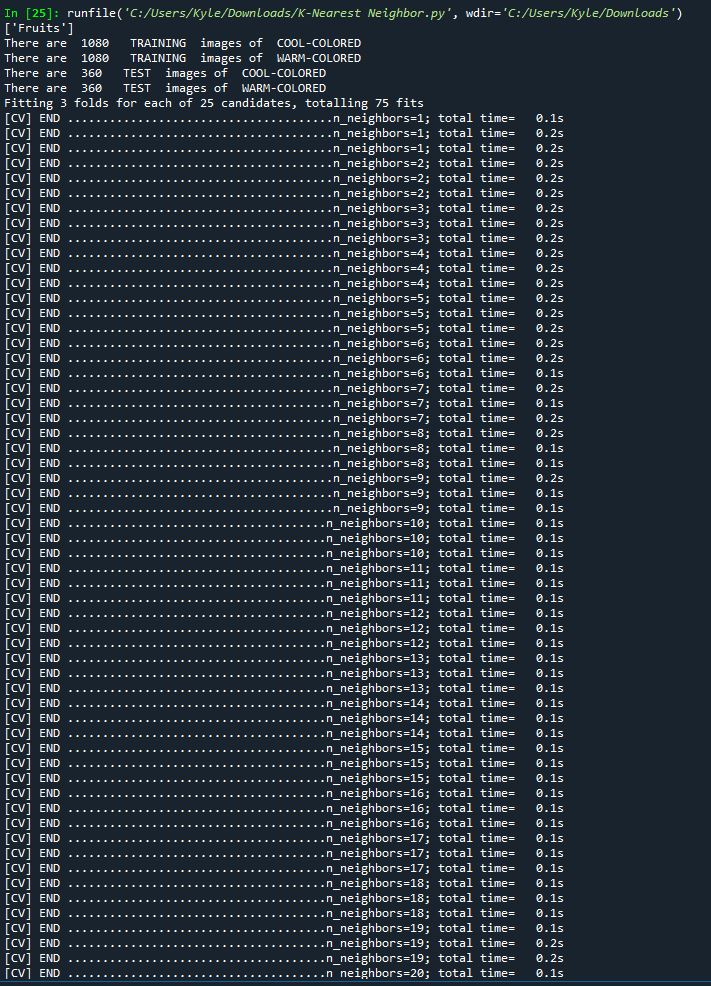 In [25]: runfile('C:/Users/Kyle/Downloads/K-Nearest Neighbor.py', wdir='C:/Users/Kyle/Downloads')
['Fruits']
There are  1080   TRAINING  images of  COOL-COLORED
There are  1080   TRAINING  images of  WARM-COLORED
There are  360   TEST  images of  COOL-COLORED
There are  360   TEST  images of  WARM-COLORED
Fitting 3 folds for each of 25 candidates, totalling 75 fits
[CV] END ......................................n_neighbors=1; total time=   0.1s
[CV] END ......................................n_neighbors=1; total time=   0.2s
[CV] END ......................................n_neighbors=1; total time=   0.2s
[CV] END ......................................n_neighbors=2; total time=   0.2s
[CV] END ......................................n_neighbors=2; total time=   0.2s
[CV] END ......................................n_neighbors=2; total time=   0.2s
[CV] END ......................................n_neighbors=3; total time=   0.2s
[CV] END ......................................n_neighbors=3; total time=   0.2s
[CV] END ......................................n_neighbors=3; total time=   0.2s
[CV] END ......................................n_neighbors=4; total time=   0.2s
[CV] END ......................................n_neighbors=4; total time=   0.2s
[CV] END ......................................n_neighbors=4; total time=   0.2s
[CV] END ......................................n_neighbors=5; total time=   0.2s
[CV] END ......................................n_neighbors=5; total time=   0.2s
[CV] END ......................................n_neighbors=5; total time=   0.2s
[CV] END ......................................n_neighbors=6; total time=   0.2s
[CV] END ......................................n_neighbors=6; total time=   0.2s
[CV] END ......................................n_neighbors=6; total time=   0.1s
[CV] END ......................................n_neighbors=7; total time=   0.2s
[CV] END ......................................n_neighbors=7; total time=   0.1s
[CV] END ......................................n_neighbors=7; total time=   0.2s
[CV] END ......................................n_neighbors=8; total time=   0.2s
[CV] END ......................................n_neighbors=8; total time=   0.1s
[CV] END ......................................n_neighbors=8; total time=   0.1s
[CV] END ......................................n_neighbors=9; total time=   0.2s
[CV] END ......................................n_neighbors=9; total time=   0.1s
[CV] END ......................................n_neighbors=9; total time=   0.1s
[CV] END .....................................n_neighbors=10; total time=   0.1s
[CV] END .....................................n_neighbors=10; total time=   0.1s
[CV] END .....................................n_neighbors=10; total time=   0.1s
[CV] END .....................................n_neighbors=11; total time=   0.1s
[CV] END .....................................n_neighbors=11; total time=   0.1s
[CV] END .....................................n_neighbors=11; total time=   0.1s
[CV] END .....................................n_neighbors=12; total time=   0.1s
[CV] END .....................................n_neighbors=12; total time=   0.1s
[CV] END .....................................n_neighbors=12; total time=   0.1s
[CV] END .....................................n_neighbors=13; total time=   0.1s
[CV] END .....................................n_neighbors=13; total time=   0.1s
[CV] END .....................................n_neighbors=13; total time=   0.1s
[CV] END .....................................n_neighbors=14; total time=   0.1s
[CV] END .....................................n_neighbors=14; total time=   0.1s
[CV] END .....................................n_neighbors=14; total time=   0.1s
[CV] END .....................................n_neighbors=15; total time=   0.1s
[CV] END .....................................n_neighbors=15; total time=   0.1s
[CV] END .....................................n_neighbors=15; total time=   0.1s
[CV] END .....................................n_neighbors=16; total time=   0.1s
[CV] END .....................................n_neighbors=16; total time=   0.1s
[CV] END .....................................n_neighbors=16; total time=   0.1s
[CV] END .....................................n_neighbors=17; total time=   0.1s
[CV] END .....................................n_neighbors=17; total time=   0.1s
[CV] END .....................................n_neighbors=17; total time=   0.1s
[CV] END .....................................n_neighbors=18; total time=   0.1s
[CV] END .....................................n_neighbors=18; total time=   0.1s
[CV] END .....................................n_neighbors=18; total time=   0.1s
[CV] END .....................................n_neighbors=19; total time=   0.1s
[CV] END .....................................n_neighbors=19; total time=   0.2s
[CV] END .....................................n_neighbors=19; total time=   0.2s
[CV] END .....................................n_neighbors=20; total time=   0.1s